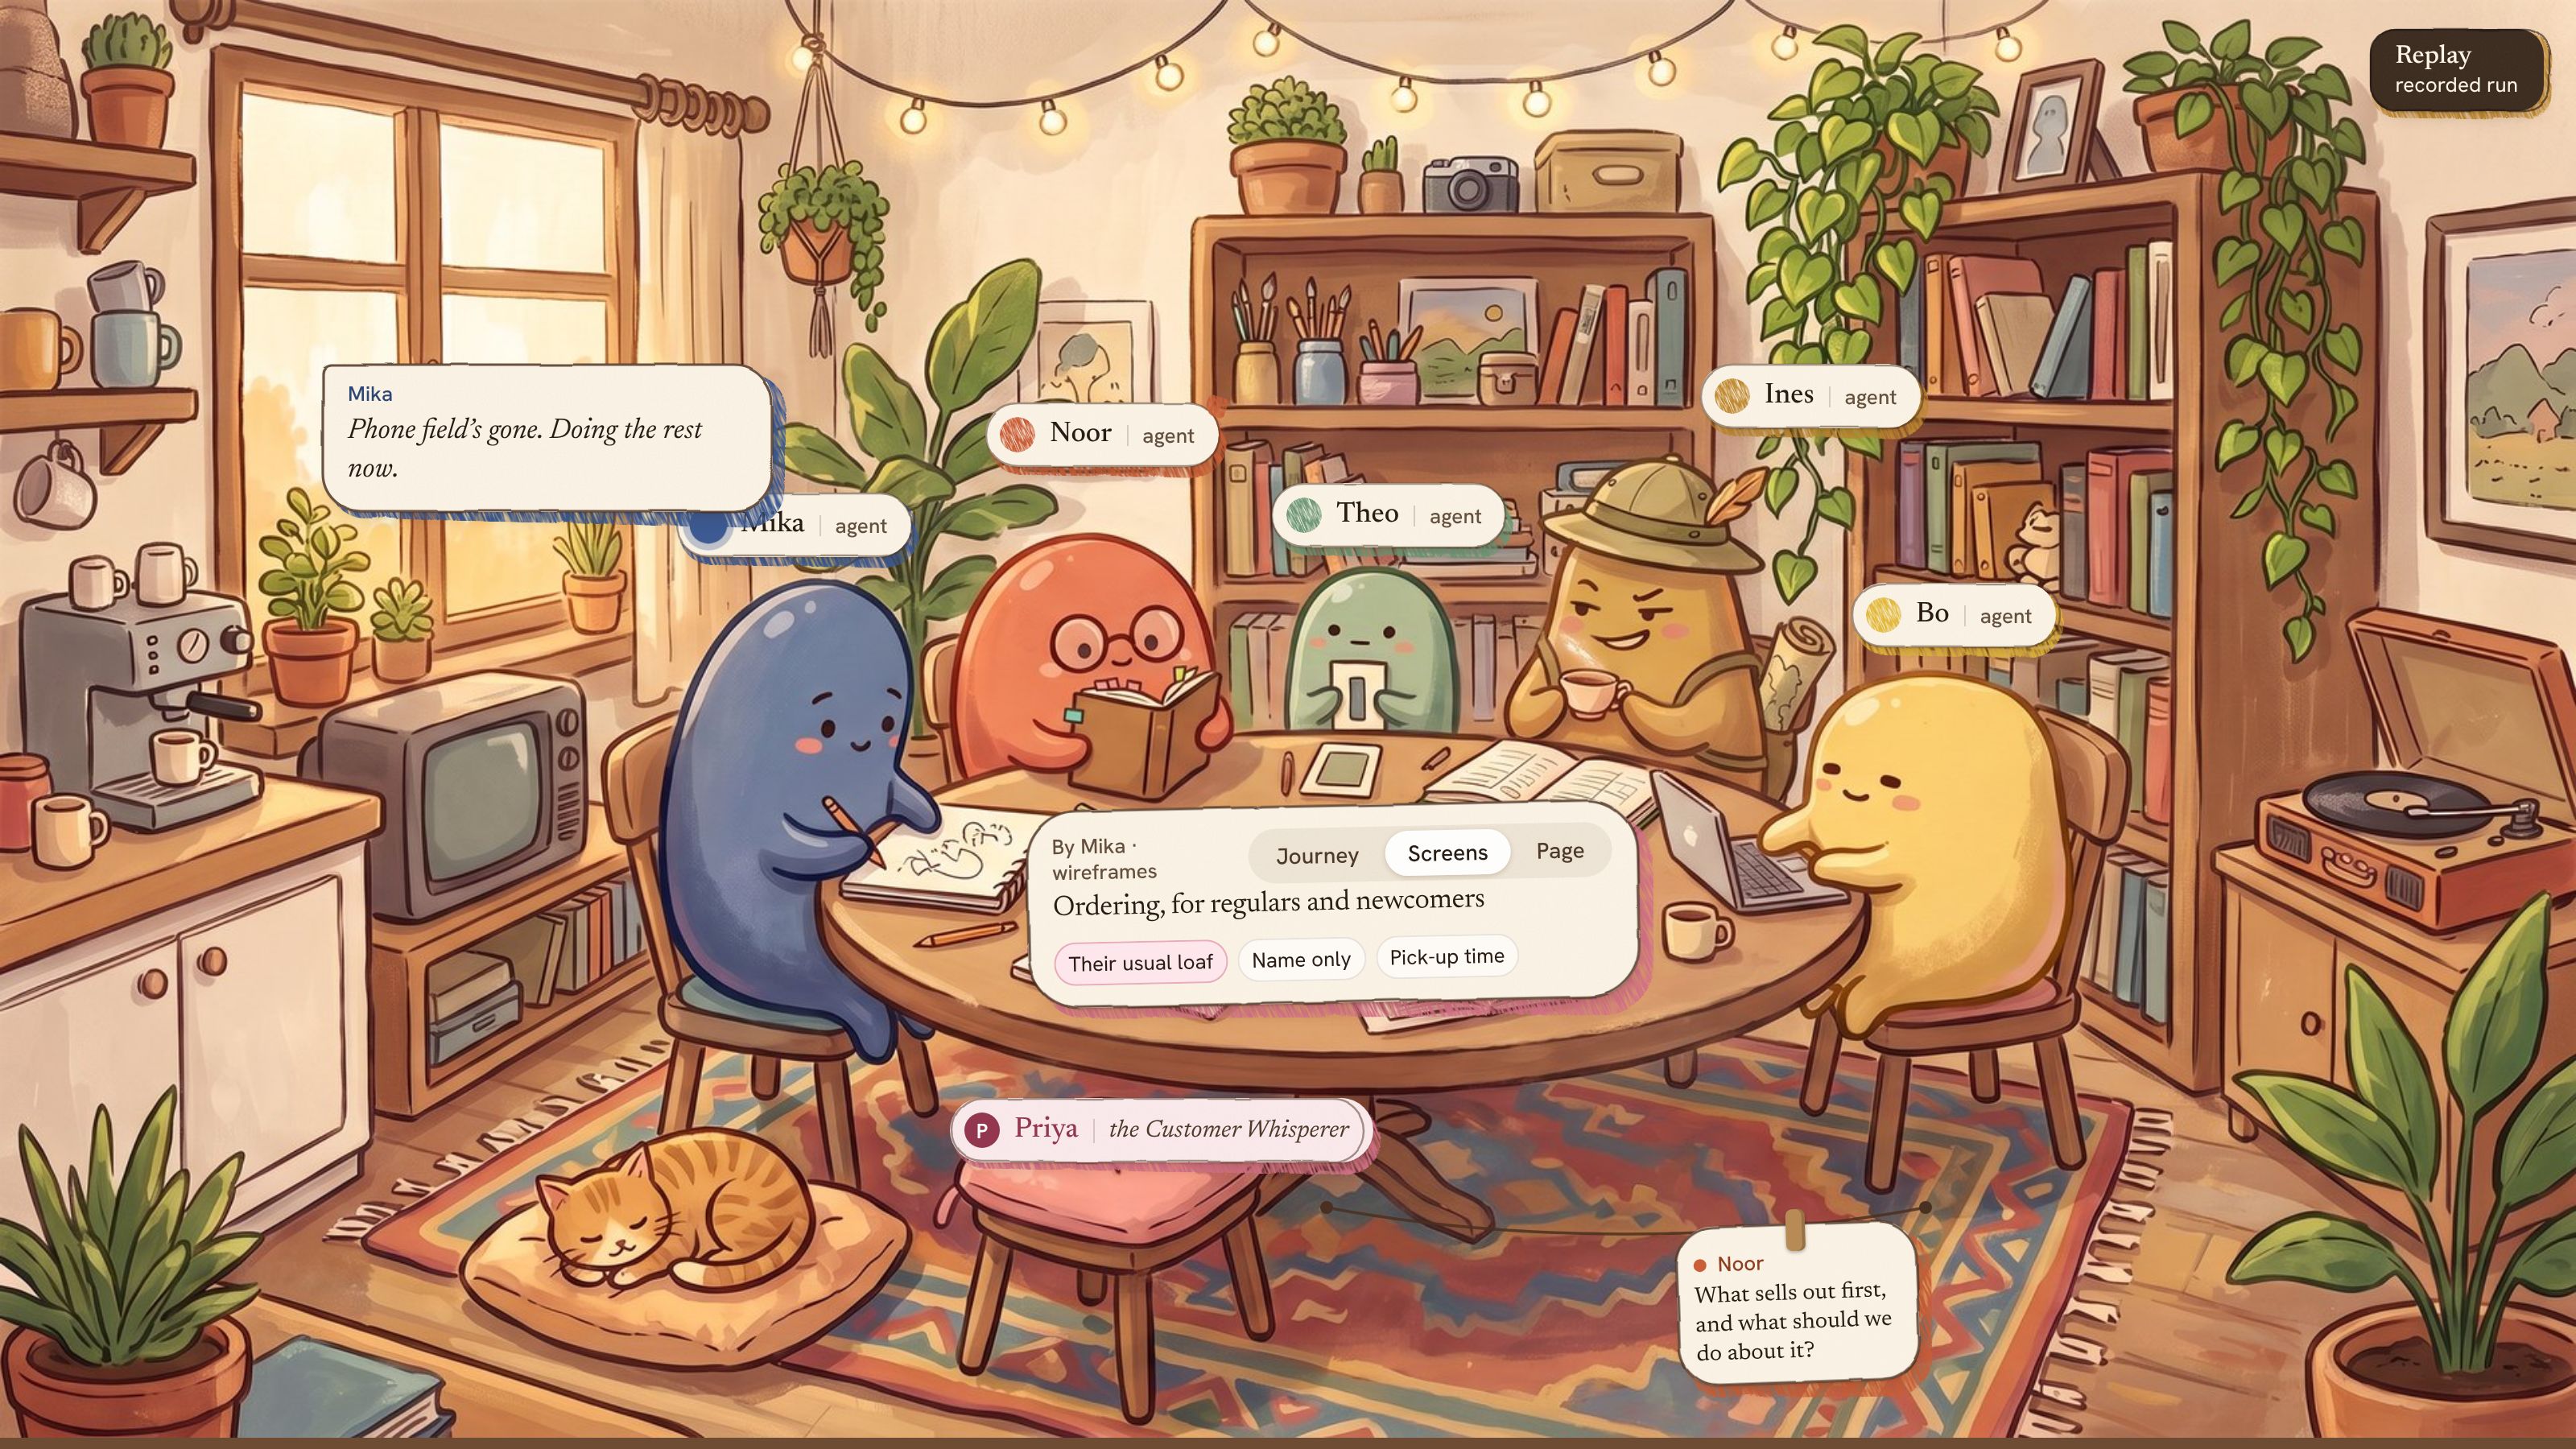 Replay
recorded run
Mika
Phone field’s gone. Doing the rest
now.
Mika agent
Noor agent
Theo agent
Ines agent
Bo agent
By Mika ·
wireframes
Journey Screens Page
Ordering, for regulars and newcomers
Their usual loaf Name only Pick-up time
P Priya the Customer Whisperer
Noor
What sells out first,
and what should we
do about it?